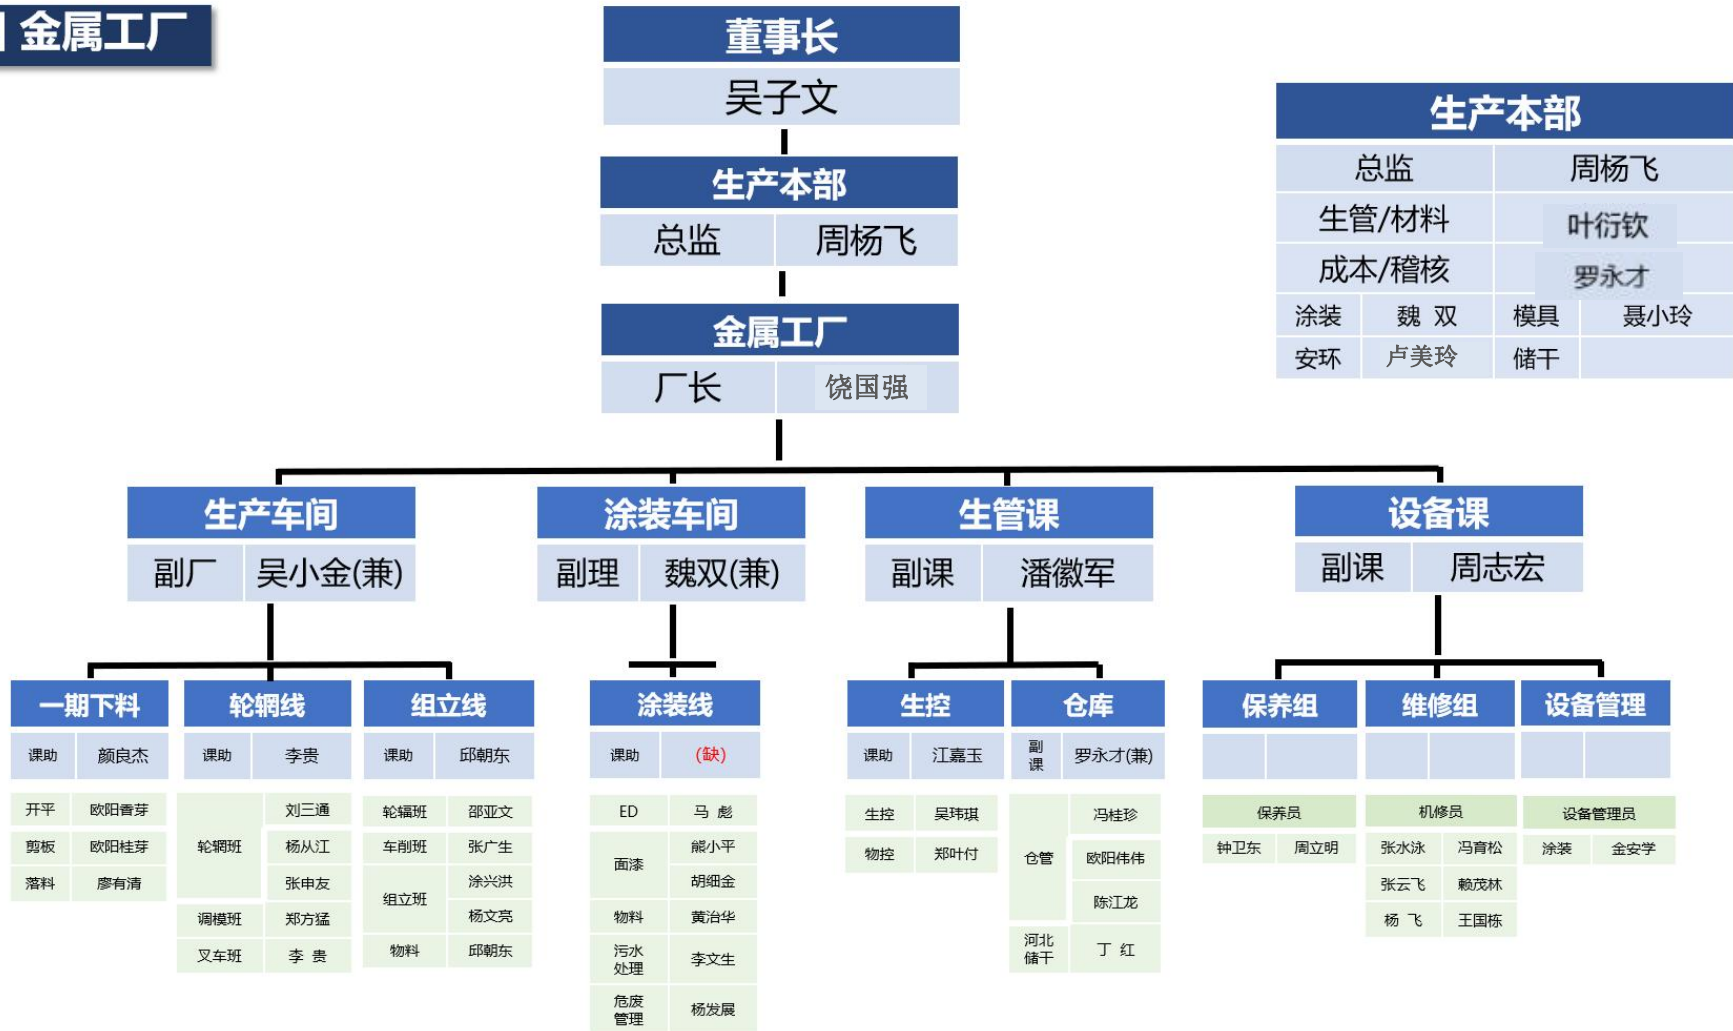 金属工厂
董事长
吴子文
生产本部
总监 周杨飞
金属工厂
厂长 饶国强
生产本部
总监 周杨飞
生管/材料 叶衍钦
成本/稽核 罗永才
涂装 魏 双 模具 聂小玲
安环 卢美玲 储干
生产车间
副厂 吴小金(兼)
涂装车间
副理 魏双(兼)
生管课
副课 潘徽军
设备课
副课 周志宏
一期下料
课助 颜良杰
开平 欧阳香芽
剪板 欧阳桂芽
落料 廖有清
轮辋线
课助 李贵
轮辋班 刘三通
杨从江
张申友
调模班 郑方猛
叉车班 李 贵
组立线
课助 邱朝东
轮辐班 邵亚文
车削班 张广生
组立班 涂兴洪
杨文亮
物料 邱朝东
涂装线
课助 (缺)
ED 马 彪
面漆 熊小平
胡细金
物料 黄治华
污水
处理 李文生
危废
管理 杨发展
生控
课助 江嘉玉
生控 吴玮琪
物控 郑叶付
仓库
副
课 罗永才(兼)
仓管 冯桂珍
欧阳伟伟
陈江龙
河北
储干 丁 红
保养组
保养员
钟卫东 周立明
维修组
机修员
张水泳 冯育松
张云飞 赖茂林
杨 飞 王国栋
设备管理
设备管理员
涂装 金安学